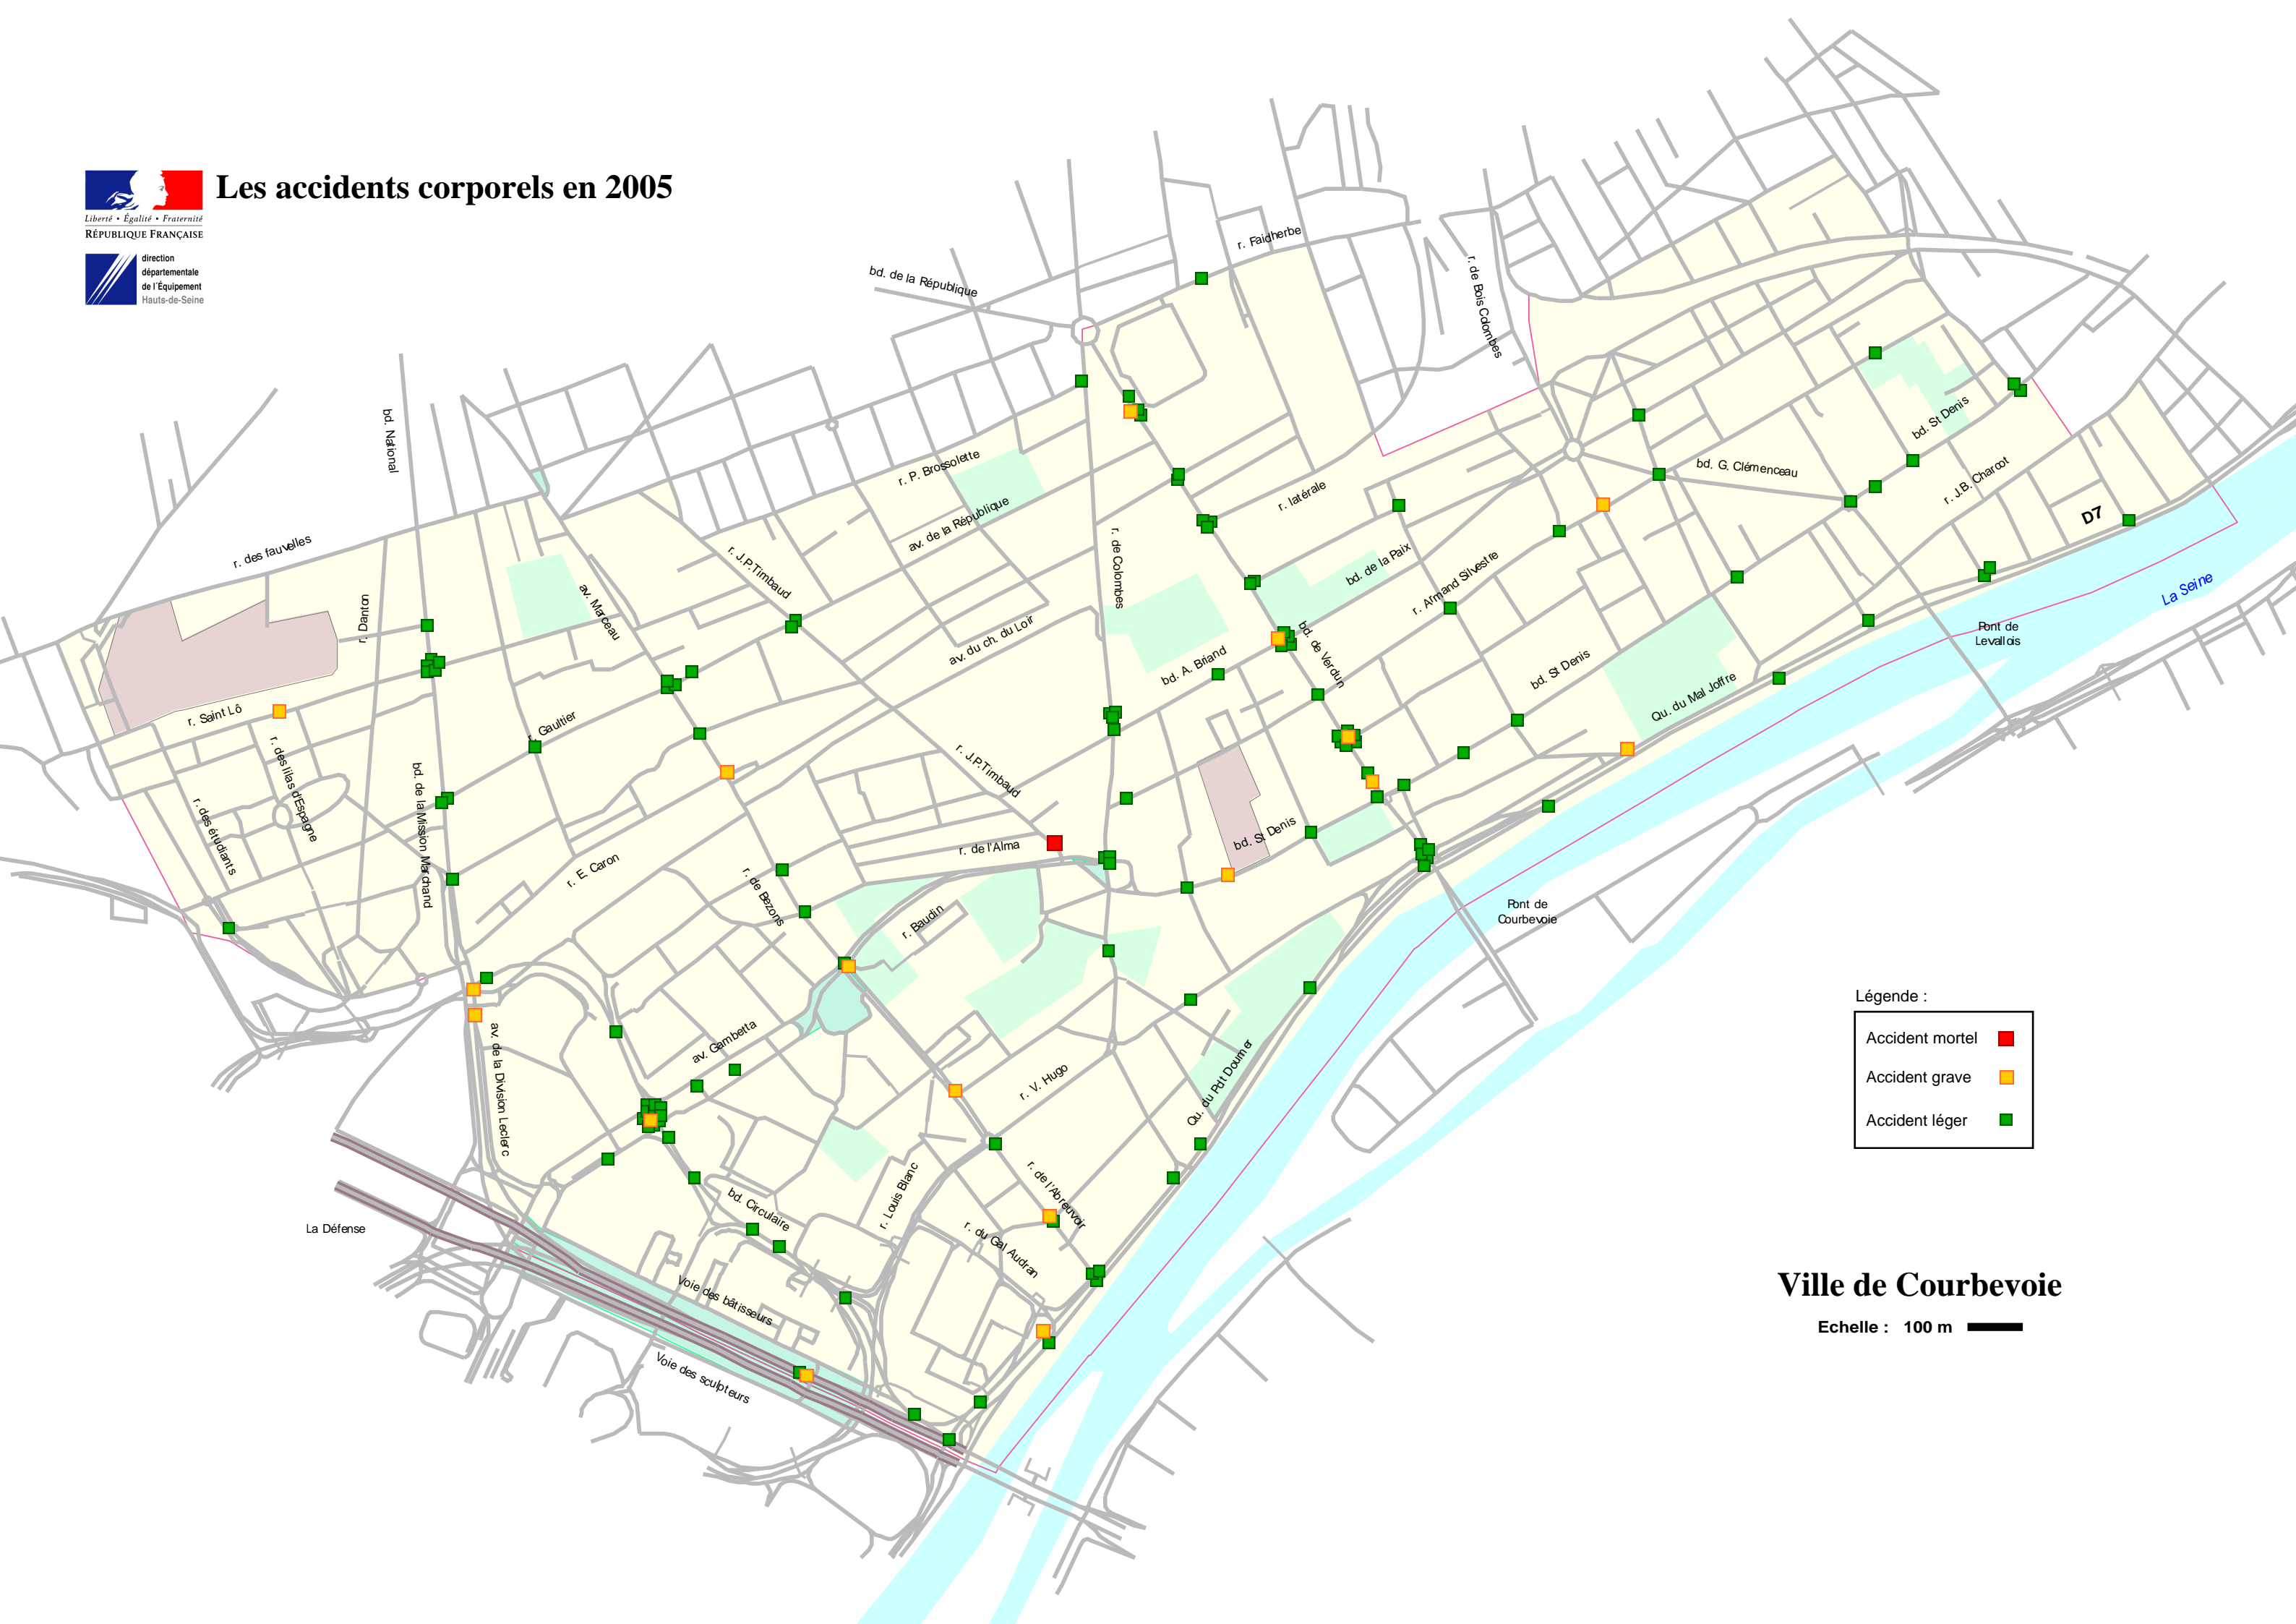 Les accidents corporels en 2005
Liberté • Égalité • Fraternité
RÉPUBLIQUE FRANÇAISE
direction
départementale
de l'Équipement
Hauts-de-Seine
r. Faidherbe
bd. de la République
r. de Bois Colombes
bd. National
r. P. Brossolette
av. de la République
r. des fauvelles
r. J.P.Timbaud
r. latérale
bd. G. Clémenceau
bd. St Denis
r. J.B. Charcot
D7
La Seine
r. Danton
av. Marceau
r. de Colombes
bd. de la Paix
r. Armand Silvestre
av. du ch. du Loir
bd. A. Briand
bd. de Verdun
bd. St Denis
Qu. du Mal Joffre
Pont de
Levallois
r. Saint Lô
r. Gaultier
r. des lilas d'Espagne
r. des étudiants
bd. de la Mission Marchand
r. J.P.Timbaud
r. de l'Alma
bd. St Denis
r. E. Caron
r. de Bezons
r. Baudin
Pont de
Courbevoie
av. de la Division Leclerc
av. Gambetta
r. V. Hugo
Qu. du Pdt Doumer
r. Louis Blanc
r. de l'Abreuvoir
r. du Gal Audran
bd. Circulaire
La Défense
Voie des bâtisseurs
Voie des sculpteurs
Légende :
Accident mortel
Accident grave
Accident léger
Ville de Courbevoie
Echelle : 100 m